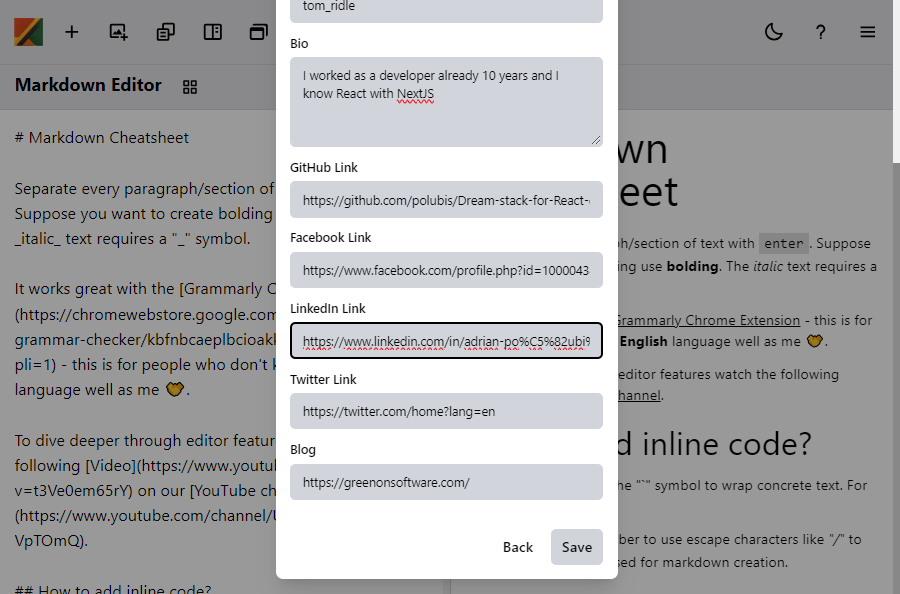 Markdown Editor
# Markdown Cheatsheet
Separate every paragraph/section of
Suppose you want to create bolding
_italic_ text requires a "_" symbol.
It works great with the [Grammarly C
(https://chromewebstore.google.com
grammar-checker/kbfnbcaeplbcioakk
pli=1) - this is for people who don't k
language well as me
To dive deeper through editor featur
following [Video](https://www.youtub
v=t3Ve0em65rY) on our [YouTube ch
(https://www.youtube.com/channel/U
VpTOmQ).
## How to add inline code?
tom_ridle
Bio
I worked as a developer already 10 years and I
know React with NextJS
GitHub Link
https://github.com/polubis/Dream-stack-for-React-
Facebook Link
https://www.facebook.com/profile.php?id=1000043
LinkedIn Link
https://www.linkedin.com/in/adrian-po%C5%82ubi%
Twitter Link
https://twitter.com/home?lang=en
Blog
https://greenonsoftware.com/
Back
Save
wn
eet
ph/section of text with enter. Suppose
ing use bolding. The italic text requires a
Grammarly Chrome Extension - this is for
English language well as me
editor features watch the following
hannel.
d inline code?
he "`" symbol to wrap concrete text. For
ber to use escape characters like "/" to
sed for markdown creation.